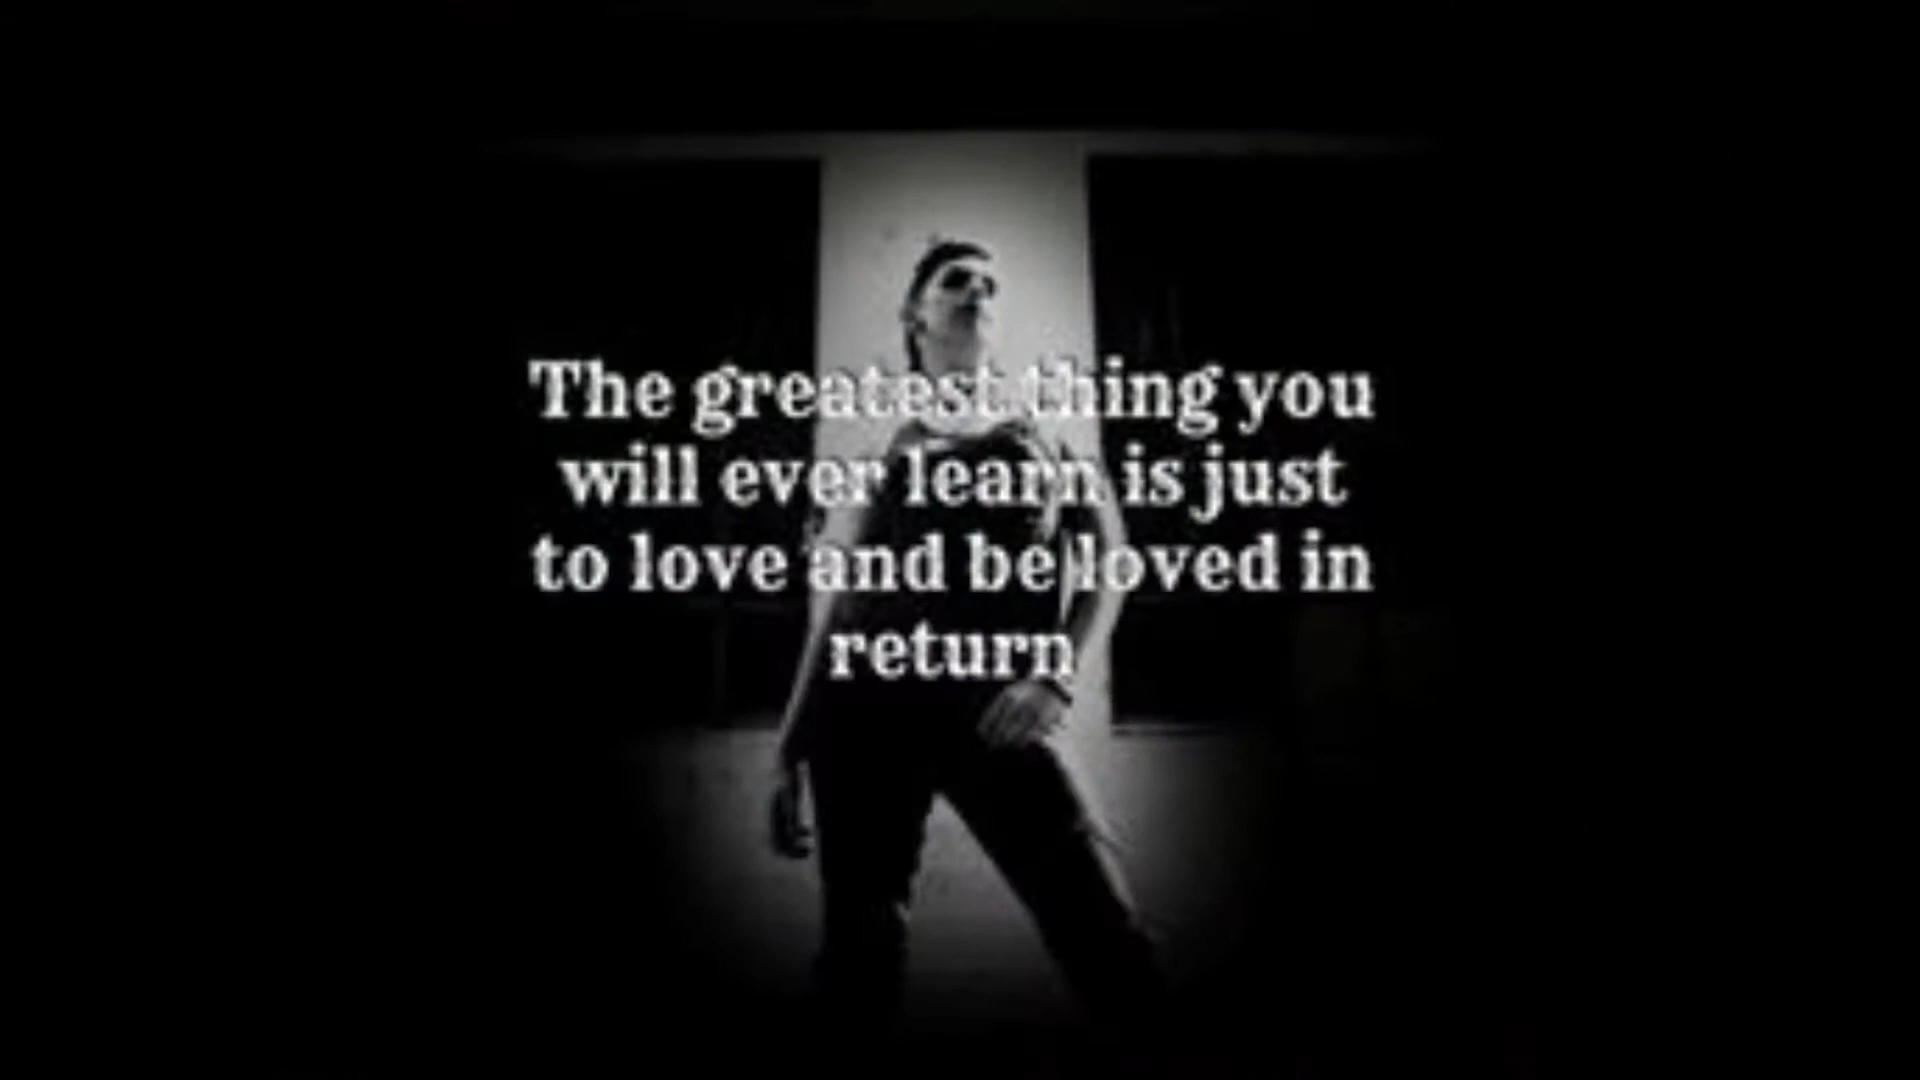 The greatest thing you
will ever learn is just
to love and be loved in
return